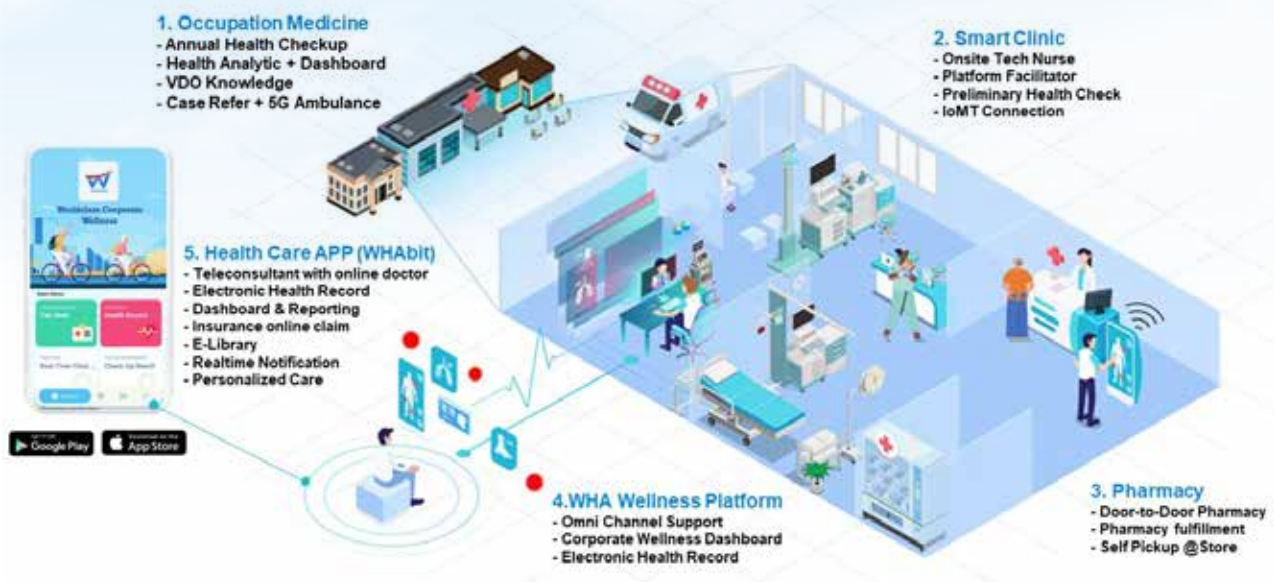 1. Occupation Medicine
- Annual Health Checkup
- Health Analytic + Dashboard
- VDO Knowledge
- Case Refer + 5G Ambulance
2. Smart Clinic
- Onsite Tech Nurse
- Platform Facilitator
- Preliminary Health Check
- IoMT Connection
W
Worldclass Corporate
Wellness
5. Health Care APP (WHAbit)
- Teleconsultant with online doctor
- Electronic Health Record
- Dashboard & Reporting
- Insurance online claim
- E-Library
- Realtime Notification
- Personalized Care
Google Play
App Store
4.WHA Wellness Platform
- Omni Channel Support
- Corporate Wellness Dashboard
- Electronic Health Record
3. Pharmacy
- Door-to-Door Pharmacy
- Pharmacy fulfillment
- Self Pickup @Store